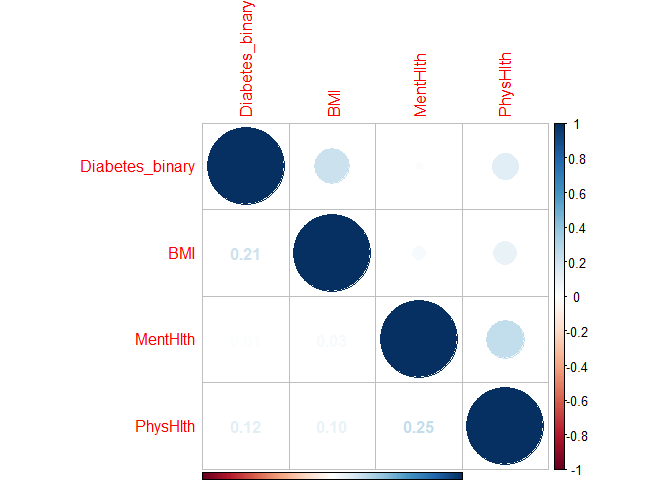 Diabetes_binary
BMI
MentHlth
PhysHlth
Diabetes_binary
BMI 0.21
MentHlth 0.03
PhysHlth 0.12 0.10 0.25
1
0.8
0.6
0.4
0.2
0
-0.2
-0.4
-0.6
-0.8
-1